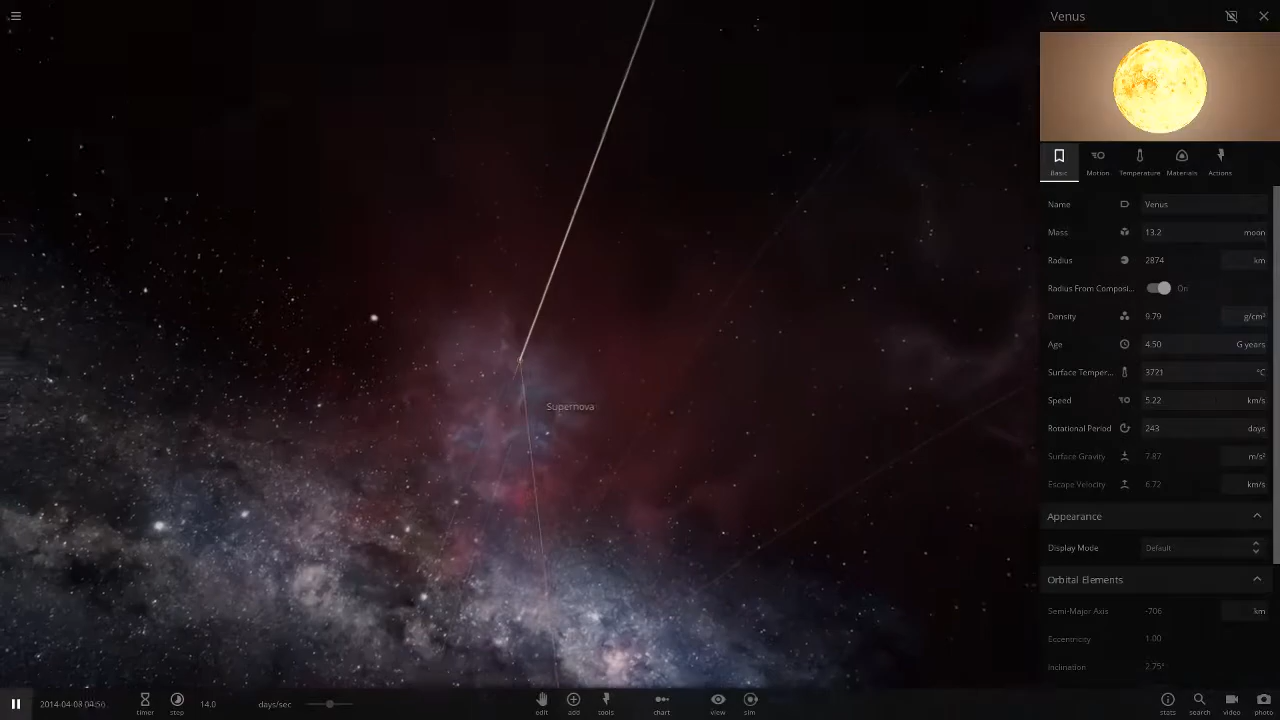 Venus
Basic Motion Temperature Materials Actions
Name Venus
Mass 13.2 moon
Radius 2874 km
Radius From Composi... On
Density 9.79 g/cm³
Age 4.50 G years
Surface Temper... 3721 °C
Speed 5.22 km/s
Supernova
Rotational Period 243 days
Surface Gravity 7.87 m/s²
Escape Velocity 6.72 km/s
Appearance
Display Mode Default
Orbital Elements
Semi-Major Axis -706 km
Eccentricity 1.00
Inclination 2.75°
2014-04-08 timer step 14.0 days/sec edit add tools chart view sim stats search video photo